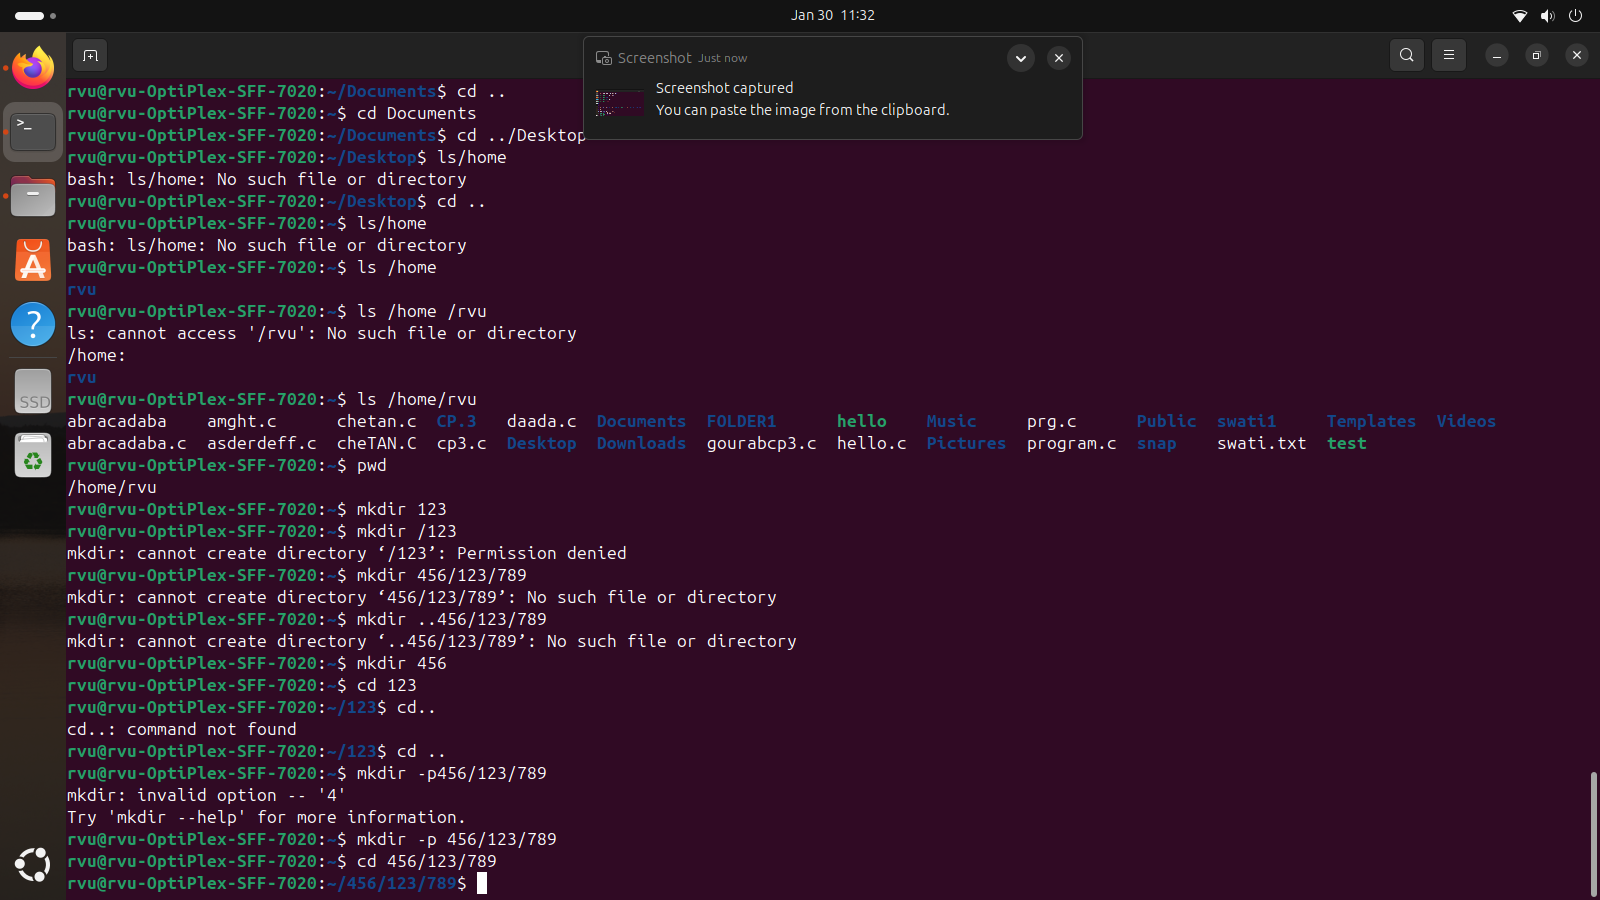 Jan 30 11:32
Screenshot Just now
Screenshot captured
You can paste the image from the clipboard.
rvu@rvu-OptiPlex-SFF-7020:~/Documents$ cd ..
rvu@rvu-OptiPlex-SFF-7020:~$ cd Documents
rvu@rvu-OptiPlex-SFF-7020:~/Documents$ cd ../Desktop
rvu@rvu-OptiPlex-SFF-7020:~/Desktop$ ls/home
bash: ls/home: No such file or directory
rvu@rvu-OptiPlex-SFF-7020:~/Desktop$ cd ..
rvu@rvu-OptiPlex-SFF-7020:~$ ls/home
bash: ls/home: No such file or directory
rvu@rvu-OptiPlex-SFF-7020:~$ ls /home
rvu
rvu@rvu-OptiPlex-SFF-7020:~$ ls /home /rvu
ls: cannot access '/rvu': No such file or directory
/home:
rvu
rvu@rvu-OptiPlex-SFF-7020:~$ ls /home/rvu
abracadaba amght.c chetan.c CP.3 daada.c Documents FOLDER1 hello Music prg.c Public swati1 Templates Videos
abracadaba.c asderdeff.c cheTAN.C cp3.c Desktop Downloads gourabcp3.c hello.c Pictures program.c snap swati.txt test
rvu@rvu-OptiPlex-SFF-7020:~$ pwd
/home/rvu
rvu@rvu-OptiPlex-SFF-7020:~$ mkdir 123
rvu@rvu-OptiPlex-SFF-7020:~$ mkdir /123
mkdir: cannot create directory ‘/123’: Permission denied
rvu@rvu-OptiPlex-SFF-7020:~$ mkdir 456/123/789
mkdir: cannot create directory ‘456/123/789’: No such file or directory
rvu@rvu-OptiPlex-SFF-7020:~$ mkdir ..456/123/789
mkdir: cannot create directory ‘..456/123/789’: No such file or directory
rvu@rvu-OptiPlex-SFF-7020:~$ mkdir 456
rvu@rvu-OptiPlex-SFF-7020:~$ cd 123
rvu@rvu-OptiPlex-SFF-7020:~/123$ cd..
cd..: command not found
rvu@rvu-OptiPlex-SFF-7020:~/123$ cd ..
rvu@rvu-OptiPlex-SFF-7020:~$ mkdir -p456/123/789
mkdir: invalid option -- '4'
Try 'mkdir --help' for more information.
rvu@rvu-OptiPlex-SFF-7020:~$ mkdir -p 456/123/789
rvu@rvu-OptiPlex-SFF-7020:~$ cd 456/123/789
rvu@rvu-OptiPlex-SFF-7020:~/456/123/789$
>_
?
SSD